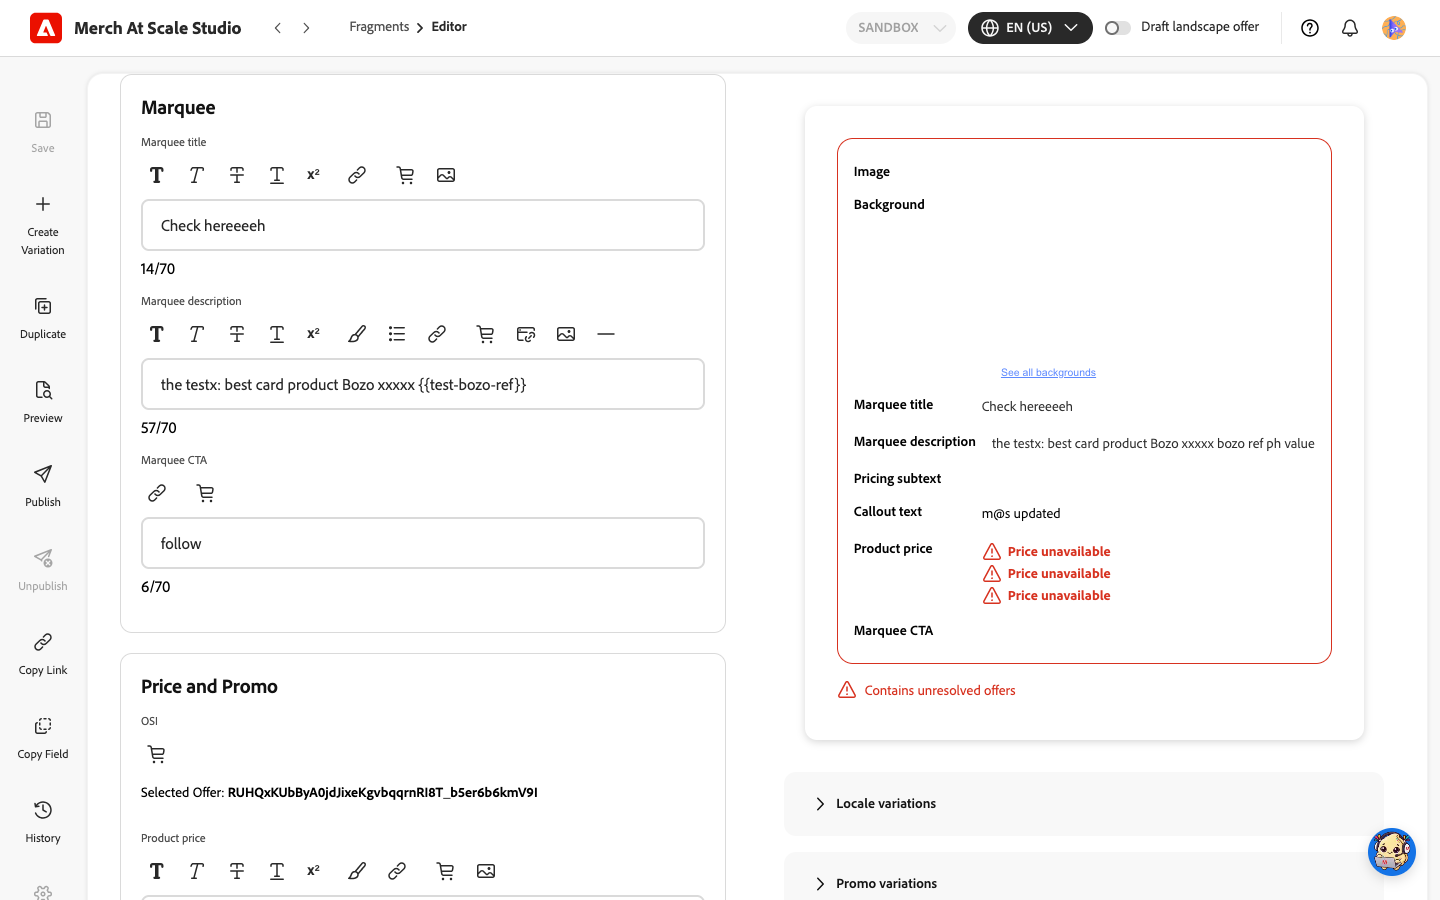 Merch At Scale Studio
Fragments
Editor
SANDBOX
EN (US)
Draft landscape offer
Save
Create
Variation
Duplicate
Preview
Publish
Unpublish
Copy Link
Copy Field
History
Marquee
Marquee title
Check hereeeeh
14/70
Marquee description
the testx: best card product Bozo xxxxx {{test-bozo-ref}}
57/70
Marquee CTA
follow
6/70
Price and Promo
OSI
Selected Offer: RUHQxKUbByA0jdJixeKgvbqqrnRI8T_b5er6b6kmV9I
Product price
Image
Background
See all backgrounds
Marquee title Check hereeeeh
Marquee description the testx: best card product Bozo xxxxx bozo ref ph value
Pricing subtext
Callout text m@s updated
Product price Price unavailable
Price unavailable
Price unavailable
Marquee CTA
Contains unresolved offers
Locale variations
Promo variations